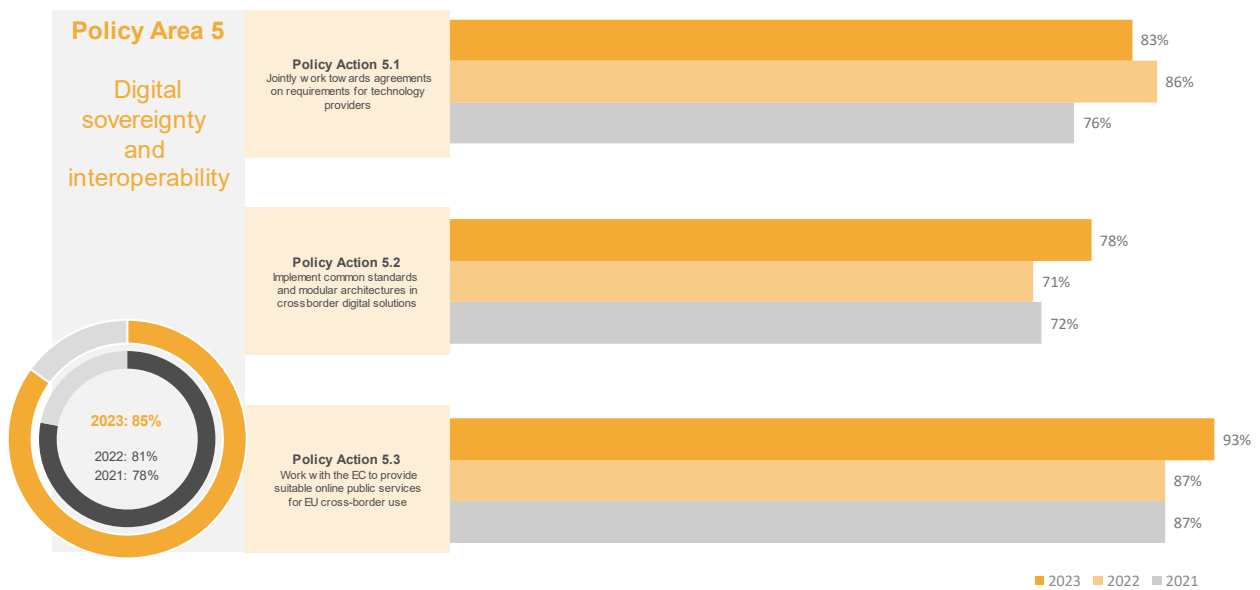 Policy Area 5
Digital
sovereignty
and
interoperability
2023: 85%
2022: 81%
2021: 78%
Policy Action 5.1
Jointly work towards agreements
on requirements for technology
providers
83%
86%
76%
Policy Action 5.2
Implement common standards
and modular architectures in
crossborder digital solutions
78%
71%
72%
Policy Action 5.3
Work with the EC to provide
suitable online public services
for EU cross-border use
93%
87%
87%
2023 2022 2021